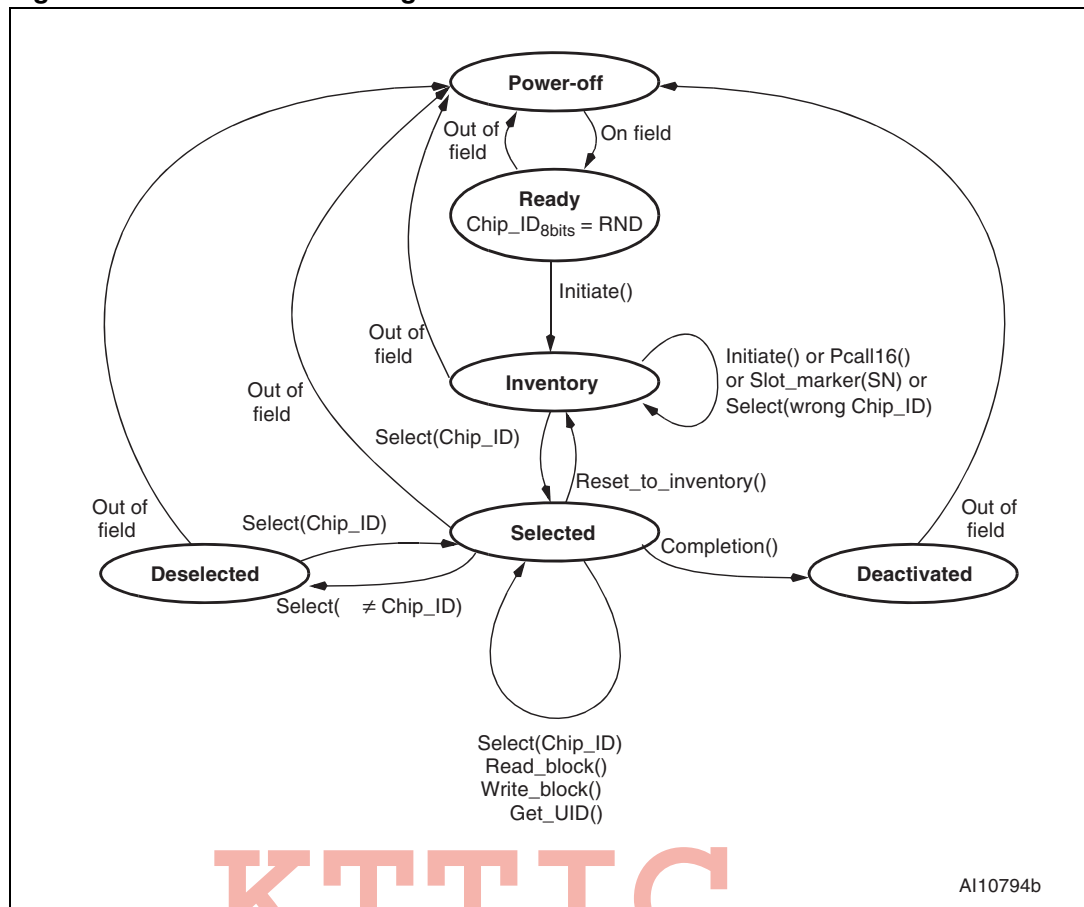 Power-off
Out of
field
On field
Ready
Chip_ID8bits = RND
Initiate()
Out of
field
Inventory
Initiate() or Pcall16()
or Slot_marker(SN) or
Select(wrong Chip_ID)
Out of
field
Select(Chip_ID)
Reset_to_inventory()
Out of
field
Select(Chip_ID)
Selected
Completion()
Out of
field
Deselected
Deactivated
Select( ≠ Chip_ID)
Select(Chip_ID)
Read_block()
Write_block()
Get_UID()
AI10794b